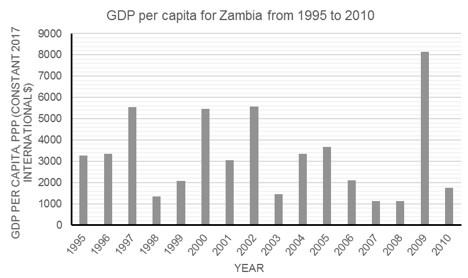 GDP per capita for Zambia from 1995 to 2010
GDP PER CAPITA, PPP (CONSTANT 2017
INTERNATIONAL$)
9000
8000
7000
6000
5000
4000
3000
2000
1000
0
1995 1996 1997 1998 1999 2000 2001 2002 2003 2004 2005 2006 2007 2008 2009 2010
YEAR